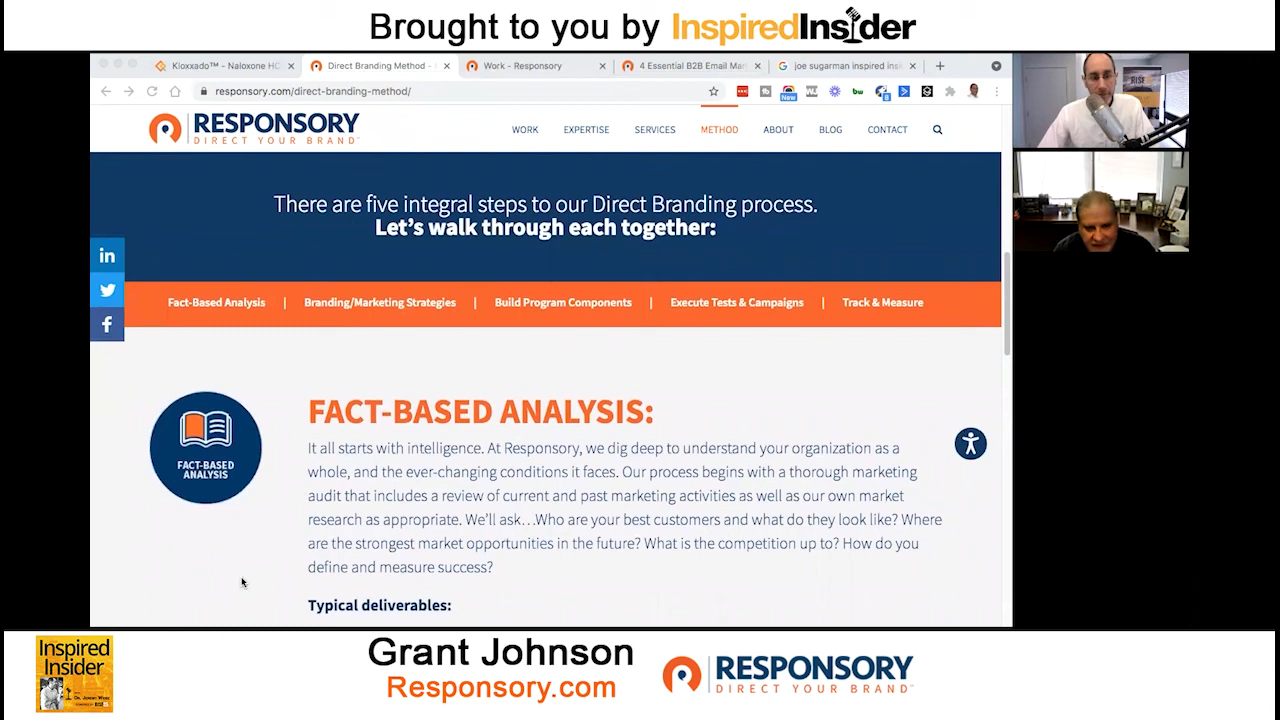 Brought to you by InspiredInsider
Kloxxado™ - Naloxone HC
Direct Branding Method -
Work - Responsory
4 Essential B2B Email Mar
joe sugarman inspired insi
responsory.com/direct-branding-method/
New
RESPONSORY
DIRECT YOUR BRAND™
WORK
EXPERTISE
SERVICES
METHOD
ABOUT
BLOG
CONTACT
There are five integral steps to our Direct Branding process.
Let's walk through each together:
Fact-Based Analysis | Branding/Marketing Strategies | Build Program Components | Execute Tests & Campaigns | Track & Measure
FACT-BASED
ANALYSIS
FACT-BASED ANALYSIS:
It all starts with intelligence. At Responsory, we dig deep to understand your organization as a
whole, and the ever-changing conditions it faces. Our process begins with a thorough marketing
audit that includes a review of current and past marketing activities as well as our own market
research as appropriate. We'll ask…Who are your best customers and what do they look like? Where
are the strongest market opportunities in the future? What is the competition up to? How do you
define and measure success?
Typical deliverables:
RISE
Inspired
Insider
Grant Johnson
Responsory.com
RESPONSORY
DIRECT YOUR BRAND™